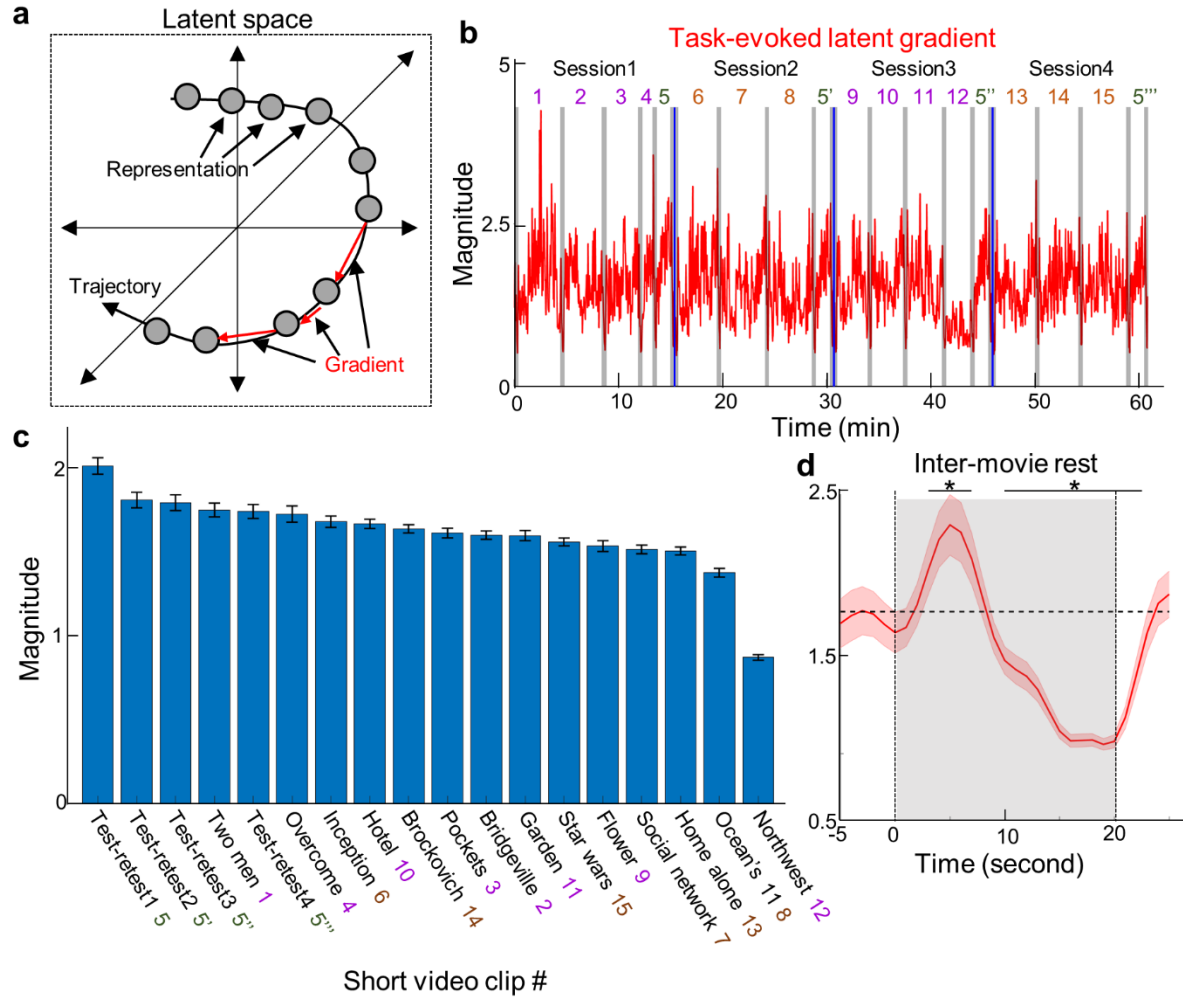 a
Latent space
Representation
Trajectory
Gradient
b
Task-evoked latent gradient
Session1 Session2 Session3 Session4
1 2 3 4 5 6 7 8 5' 9 10 11 12 5'' 13 14 15 5'''
5
2.5
0
Magnitude
0 10 20 30 40 50 60
Time (min)
c
2
1
0
Magnitude
Test-retest1 5
Test-retest2 5'
Test-retest3 5''
Two men 1
Test-retest4 5'''
Overcome 4
Inception 6
Hotel 10
Brockovich 14
Pockets 3
Bridgeville 2
Garden 11
Star wars 15
Flower 9
Social network 7
Home alone 13
Ocean's 11 8
Northwest 12
Short video clip #
d
Inter-movie rest
* *
2.5
1.5
0.5
-5 0 10 20
Time (second)